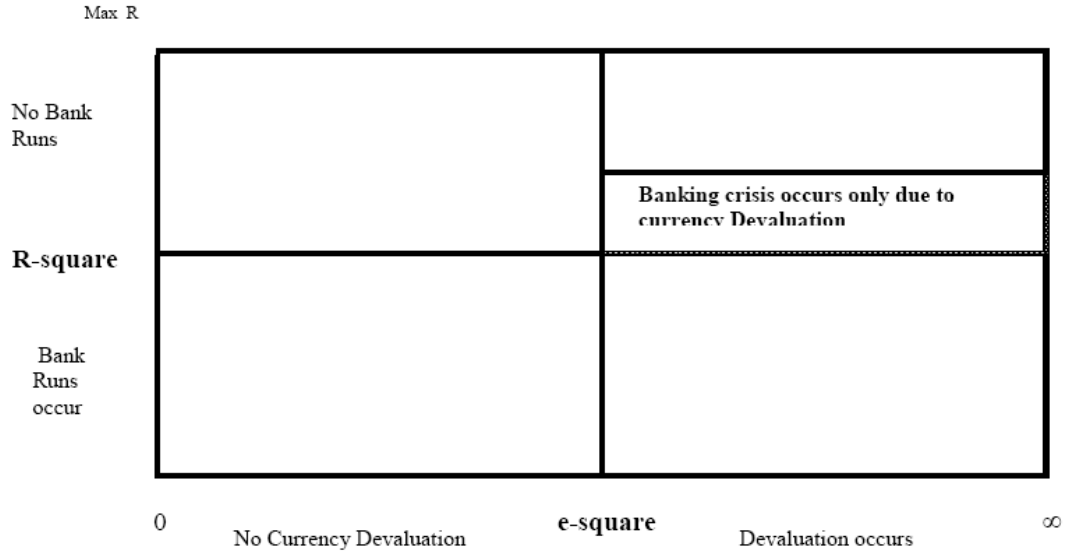 Max R
No Bank
Runs
Banking crisis occurs only due to
currency Devaluation
R-square
Bank
Runs
occur
0
No Currency Devaluation
e-square
Devaluation occurs
∞